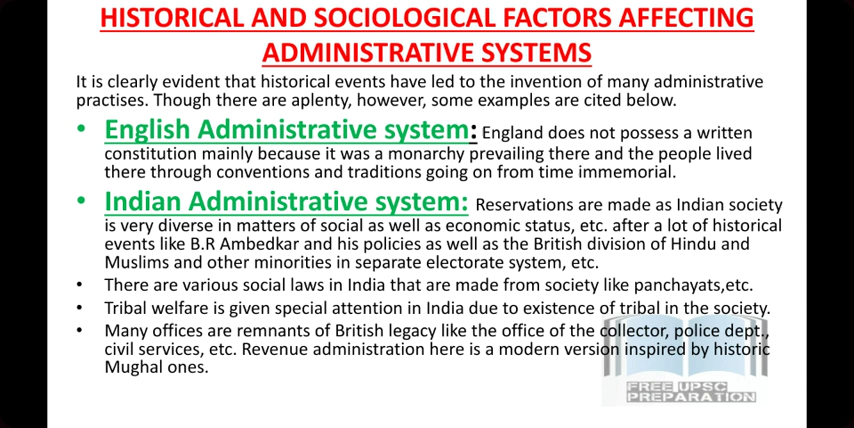 HISTORICAL AND SOCIOLOGICAL FACTORS AFFECTING
ADMINISTRATIVE SYSTEMS
It is clearly evident that historical events have led to the invention of many administrative
practises. Though there are aplenty, however, some examples are cited below.
• English Administrative system: England does not possess a written
constitution mainly because it was a monarchy prevailing there and the people lived
there through conventions and traditions going on from time immemorial.
• Indian Administrative system: Reservations are made as Indian society
is very diverse in matters of social as well as economic status, etc. after a lot of historical
events like B.R Ambedkar and his policies as well as the British division of Hindu and
Muslims and other minorities in separate electorate system, etc.
• There are various social laws in India that are made from society like panchayats,etc.
• Tribal welfare is given special attention in India due to existence of tribal in the society.
• Many offices are remnants of British legacy like the office of the collector, police dept.,
civil services, etc. Revenue administration here is a modern version inspired by historic
Mughal ones.
FREE UPSC
PREPARATION